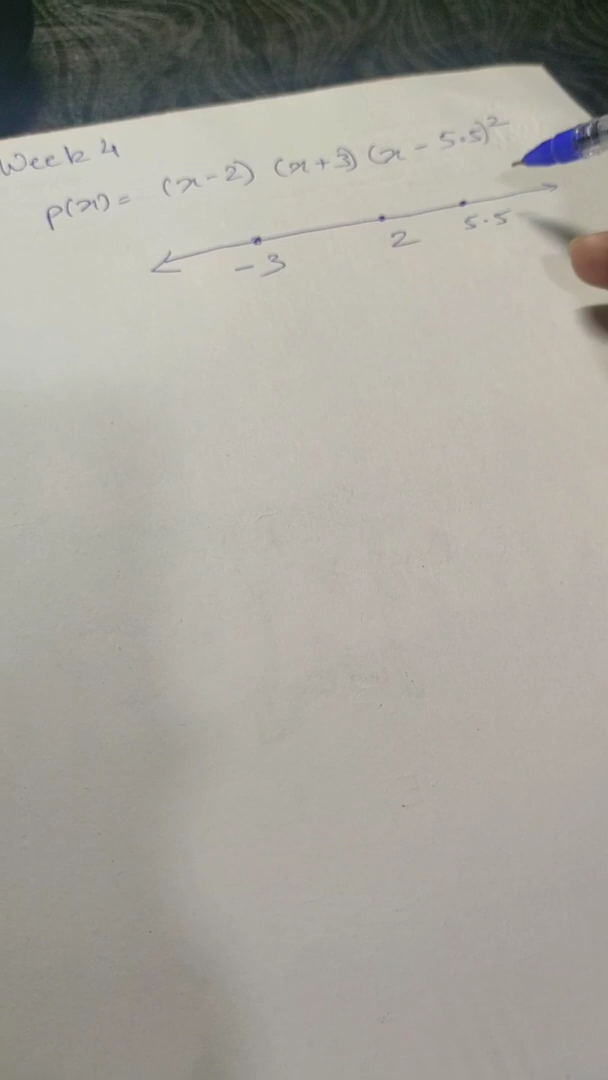 Week 4
p(x) = (x-2) (x+3) (x - 5.5)²
-3 2 5.5